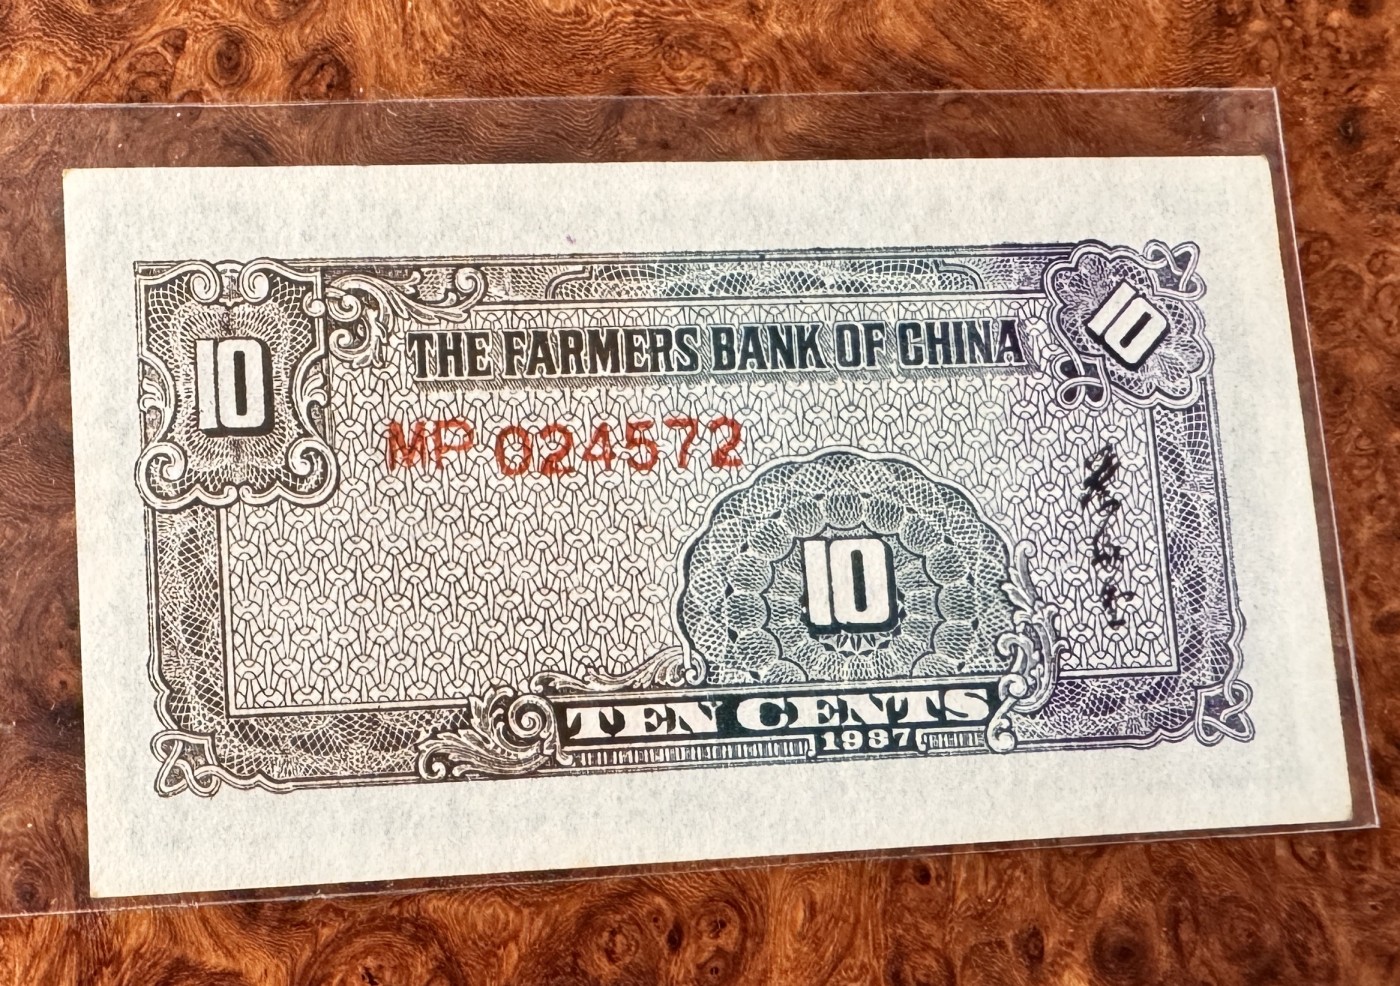 10
10
THE FARMERS BANK OF CHINA
MP 024572
10
TEN CENTS
1937